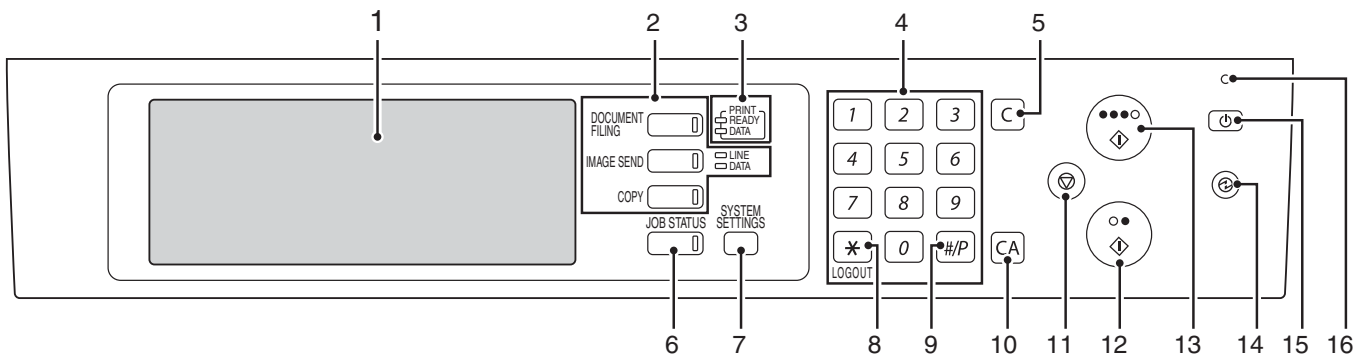 1 2 3 4 5
PRINT
DOCUMENT
FILING
READY
DATA
1 2 3
C
IMAGE SEND
LINE
DATA
4 5 6
COPY
7 8 9
JOB STATUS
SYSTEM
SETTINGS
* 0 #/P
CA
LOGOUT
6 7 8 9 10 11 12 13 14 15 16